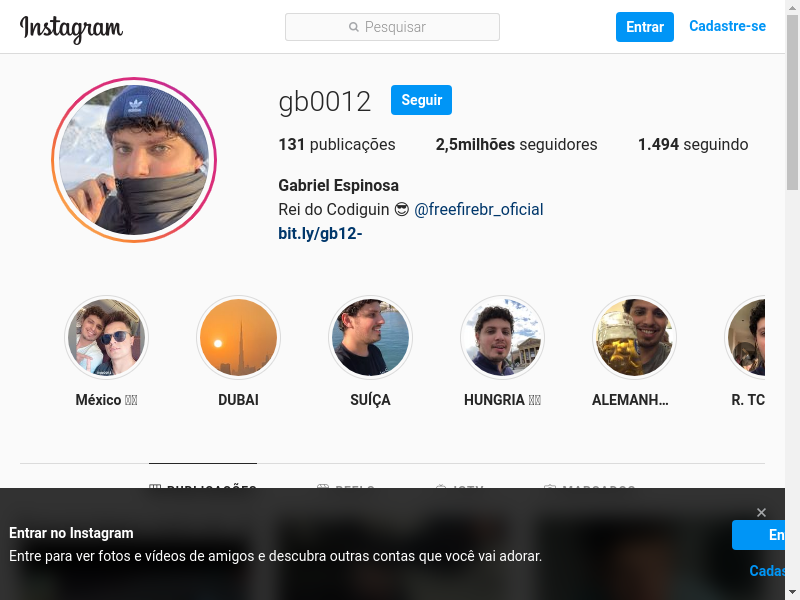 Instagram
Pesquisar
Entrar
Cadastre-se
gb0012
Seguir
131 publicações
2,5milhões seguidores
1.494 seguindo
Gabriel Espinosa
Rei do Codiguin 😎 @freefirebr_oficial
bit.ly/gb12-
México
DUBAI
SUÍÇA
HUNGRIA
ALEMANH...
R. TC
PUBLICAÇÕES
REELS
IGTV
MARCADOS
×
Entrar no Instagram
En
Entre para ver fotos e vídeos de amigos e descubra outras contas que você vai adorar.
Cadas